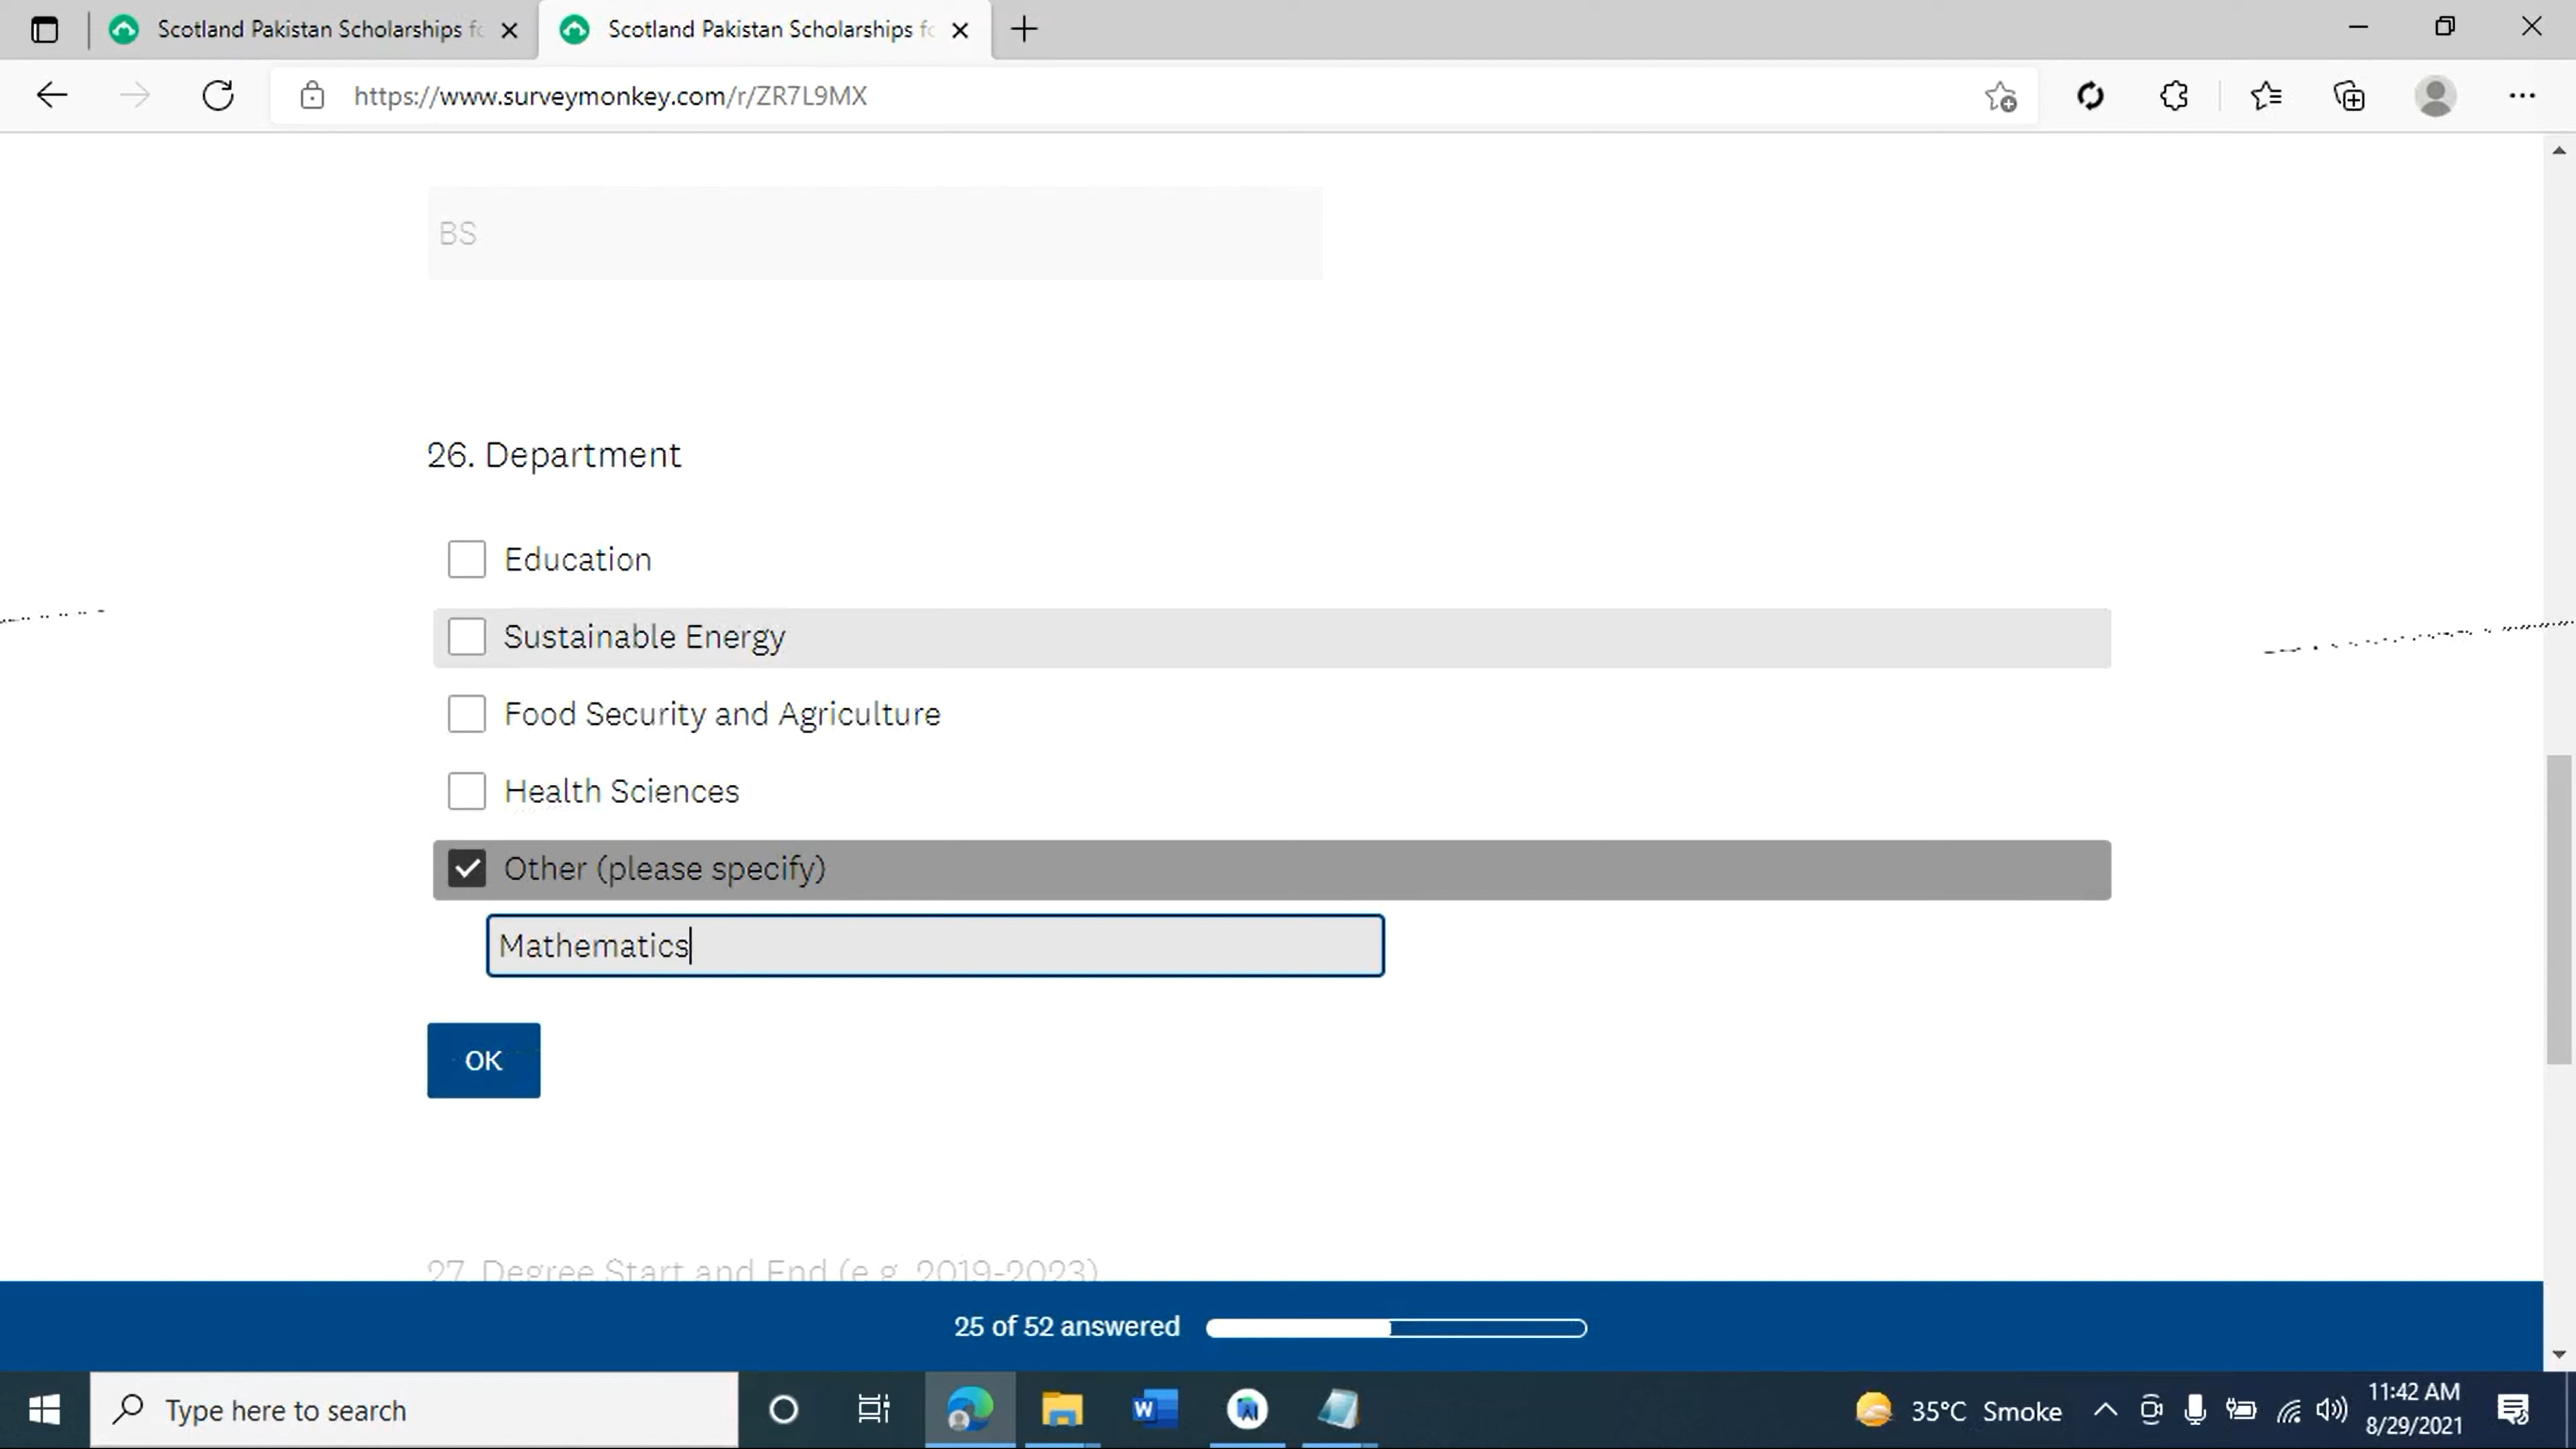 Scotland Pakistan Scholarships fo
Scotland Pakistan Scholarships fo
https://www.surveymonkey.com/r/ZR7L9MX
BS
26. Department
Education
Sustainable Energy
Food Security and Agriculture
Health Sciences
Other (please specify)
Mathematics
OK
27. Degree Start and End (e.g. 2019-2023)
25 of 52 answered
Type here to search
35°C Smoke
11:42 AM
8/29/2021